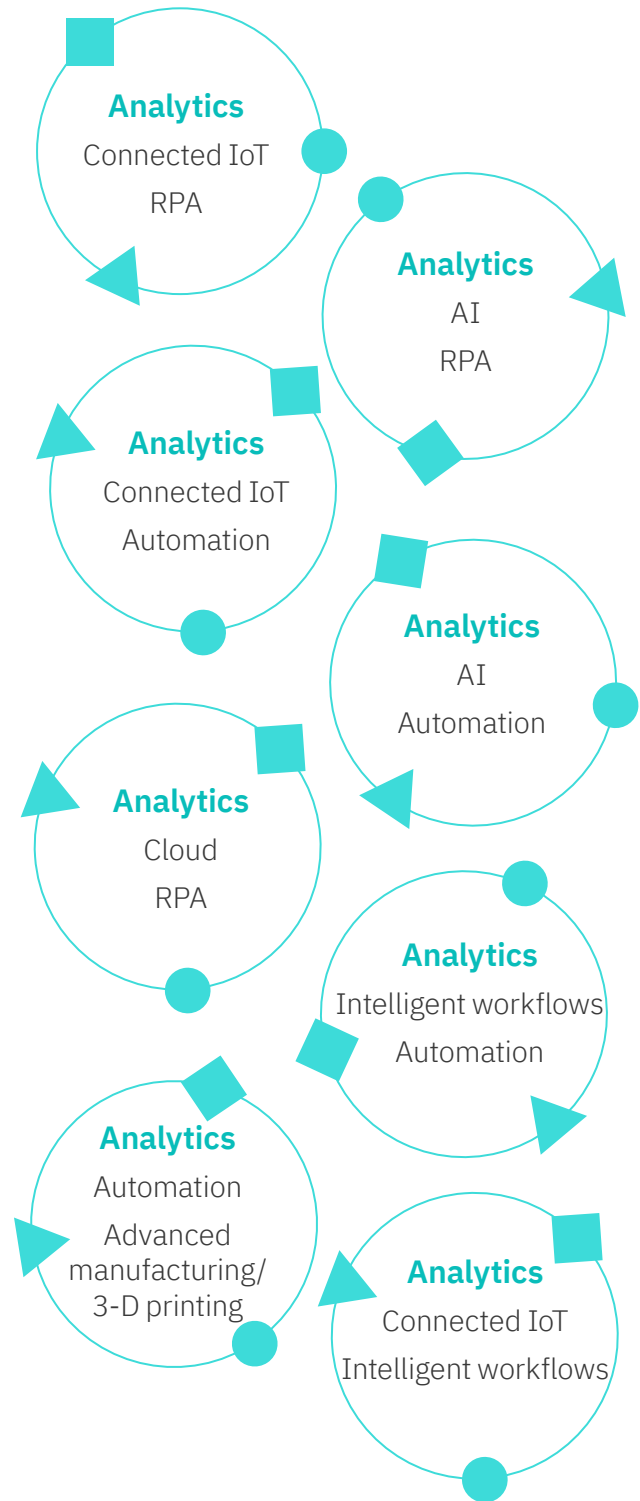 Analytics
Connected IoT
RPA
Analytics
AI
RPA
Analytics
Connected IoT
Automation
Analytics
AI
Automation
Analytics
Cloud
RPA
Analytics
Intelligent workflows
Automation
Analytics
Automation
Advanced
manufacturing/
3-D printing
Analytics
Connected IoT
Intelligent workflows